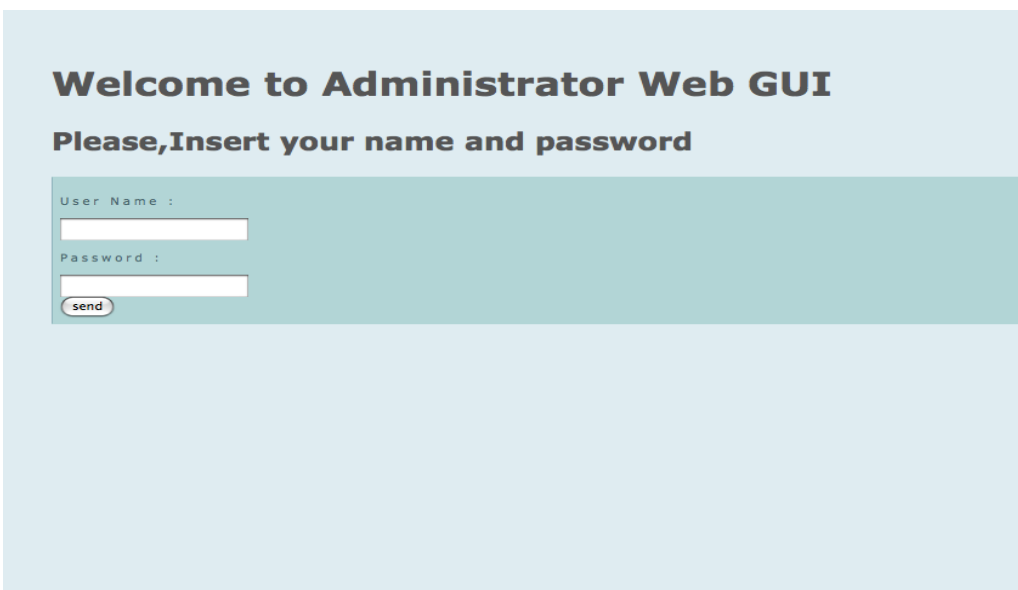 Welcome to Administrator Web GUI
Please,Insert your name and password
User Name :
Password :
send